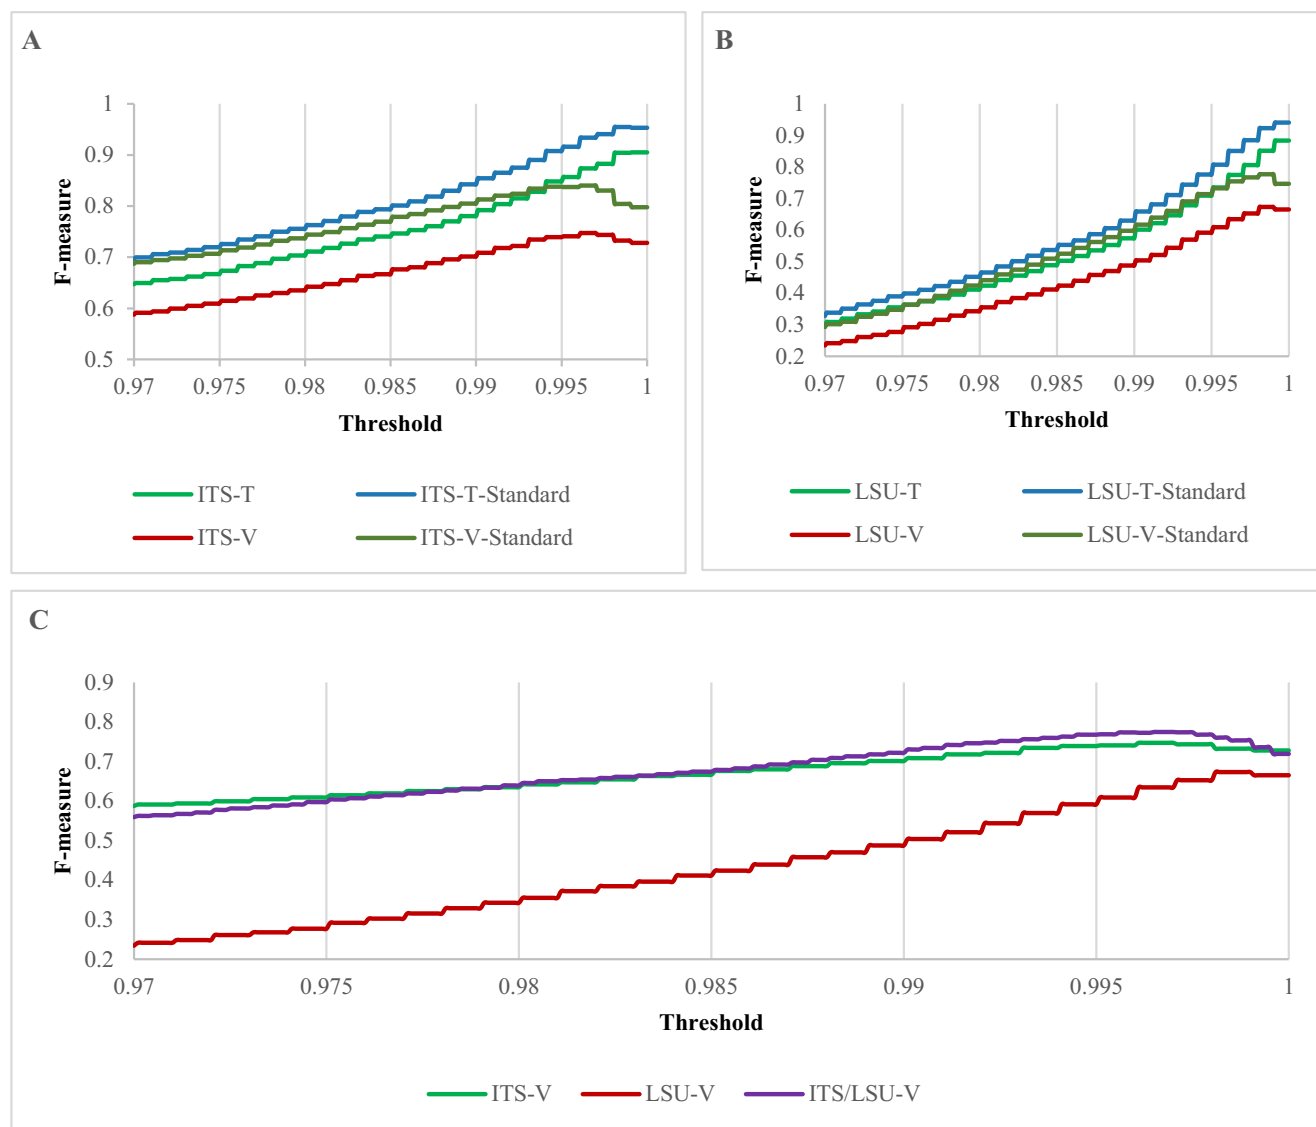 A
F-measure
1
0.9
0.8
0.7
0.6
0.5
0.97 0.975 0.98 0.985 0.99 0.995 1
Threshold
ITS-T ITS-T-Standard
ITS-V ITS-V-Standard
B
F-measure
1
0.9
0.8
0.7
0.6
0.5
0.4
0.3
0.2
0.97 0.975 0.98 0.985 0.99 0.995 1
Threshold
LSU-T LSU-T-Standard
LSU-V LSU-V-Standard
C
F-measure
0.9
0.8
0.7
0.6
0.5
0.4
0.3
0.2
0.97 0.975 0.98 0.985 0.99 0.995 1
Threshold
ITS-V LSU-V ITS/LSU-V